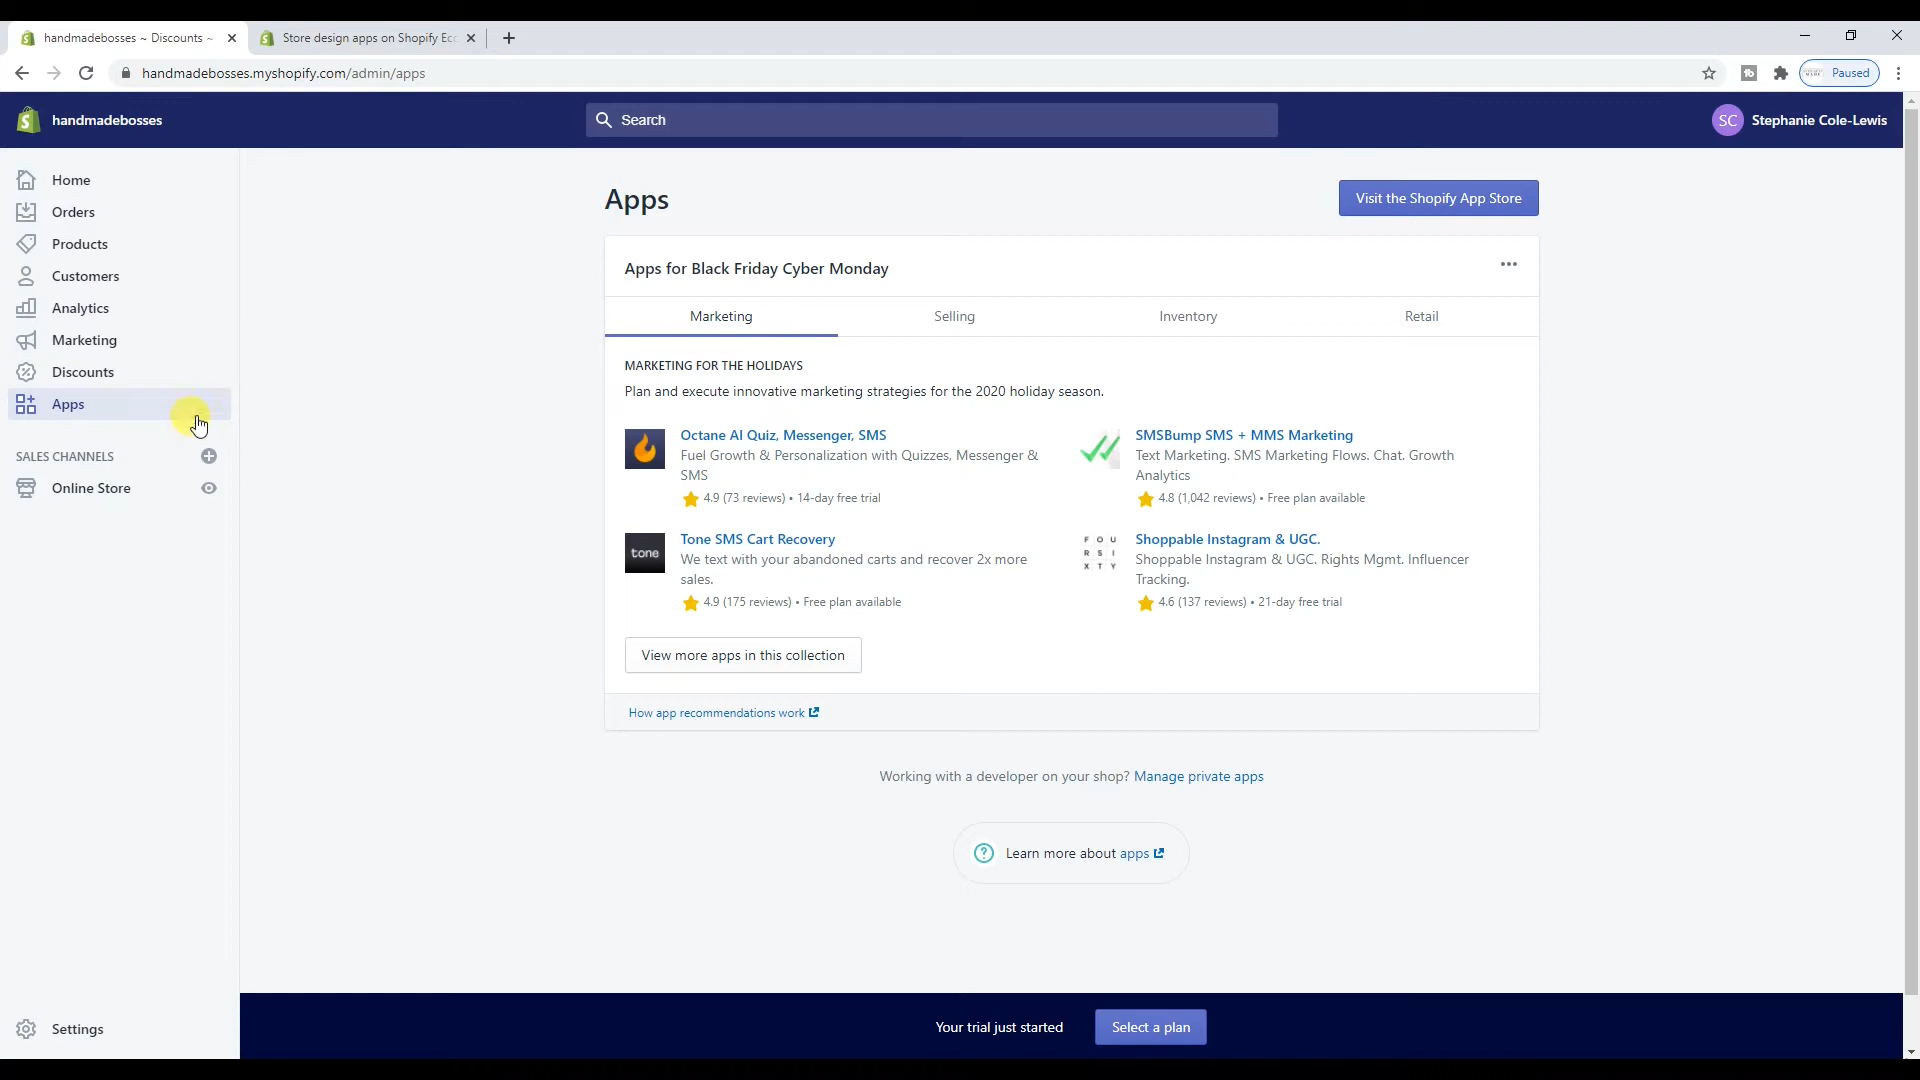 handmadebosses ~ Discounts ~
Store design apps on Shopify Ecc
handmadebosses.myshopify.com/admin/apps
Paused
handmadebosses
Search
SC
Stephanie Cole-Lewis
Home
Orders
Products
Customers
Analytics
Marketing
Discounts
Apps
SALES CHANNELS
Online Store
Settings
Apps
Visit the Shopify App Store
Apps for Black Friday Cyber Monday
Marketing
Selling
Inventory
Retail
MARKETING FOR THE HOLIDAYS
Plan and execute innovative marketing strategies for the 2020 holiday season.
Octane AI Quiz, Messenger, SMS
Fuel Growth & Personalization with Quizzes, Messenger &
SMS
4.9 (73 reviews) • 14-day free trial
SMSBump SMS + MMS Marketing
Text Marketing. SMS Marketing Flows. Chat. Growth
Analytics
4.8 (1,042 reviews) • Free plan available
tone
Tone SMS Cart Recovery
We text with your abandoned carts and recover 2x more
sales.
4.9 (175 reviews) • Free plan available
F O U
R S I
X T Y
Shoppable Instagram & UGC.
Shoppable Instagram & UGC. Rights Mgmt. Influencer
Tracking.
4.6 (137 reviews) • 21-day free trial
View more apps in this collection
How app recommendations work
Working with a developer on your shop? Manage private apps
Learn more about apps
Your trial just started
Select a plan